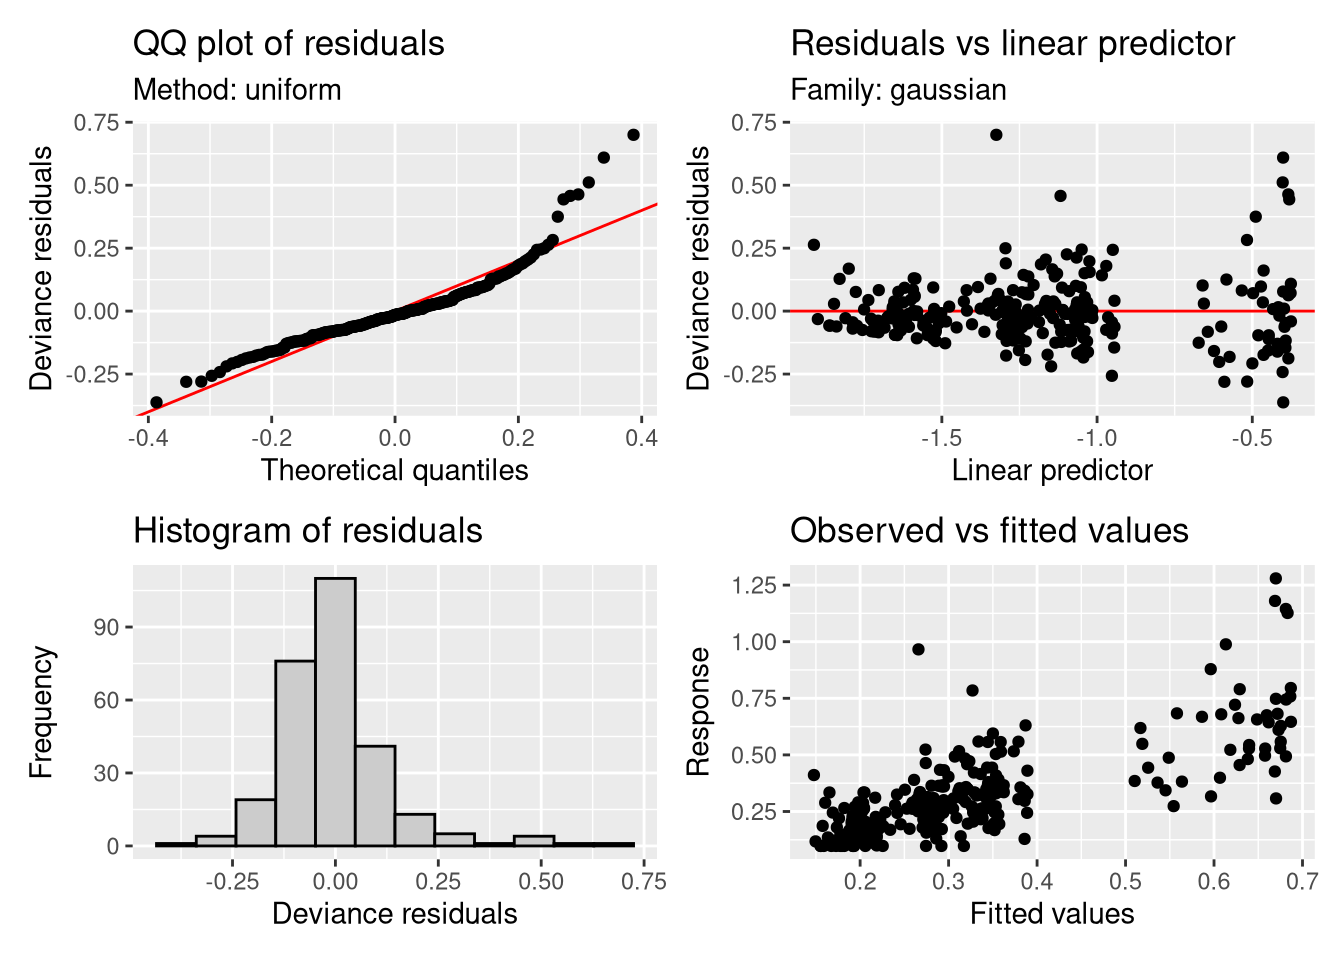 QQ plot of residuals
Method: uniform
Deviance residuals
0.75
0.50
0.25
0.00
-0.25
-0.4
-0.2
0.0
0.2
0.4
Theoretical quantiles
Residuals vs linear predictor
Family: gaussian
Deviance residuals
0.75
0.50
0.25
0.00
-0.25
-1.5
-1.0
-0.5
Linear predictor
Histogram of residuals
Frequency
90
60
30
0
-0.25
0.00
0.25
0.50
0.75
Deviance residuals
Observed vs fitted values
Response
1.25
1.00
0.75
0.50
0.25
0.2
0.3
0.4
0.5
0.6
0.7
Fitted values